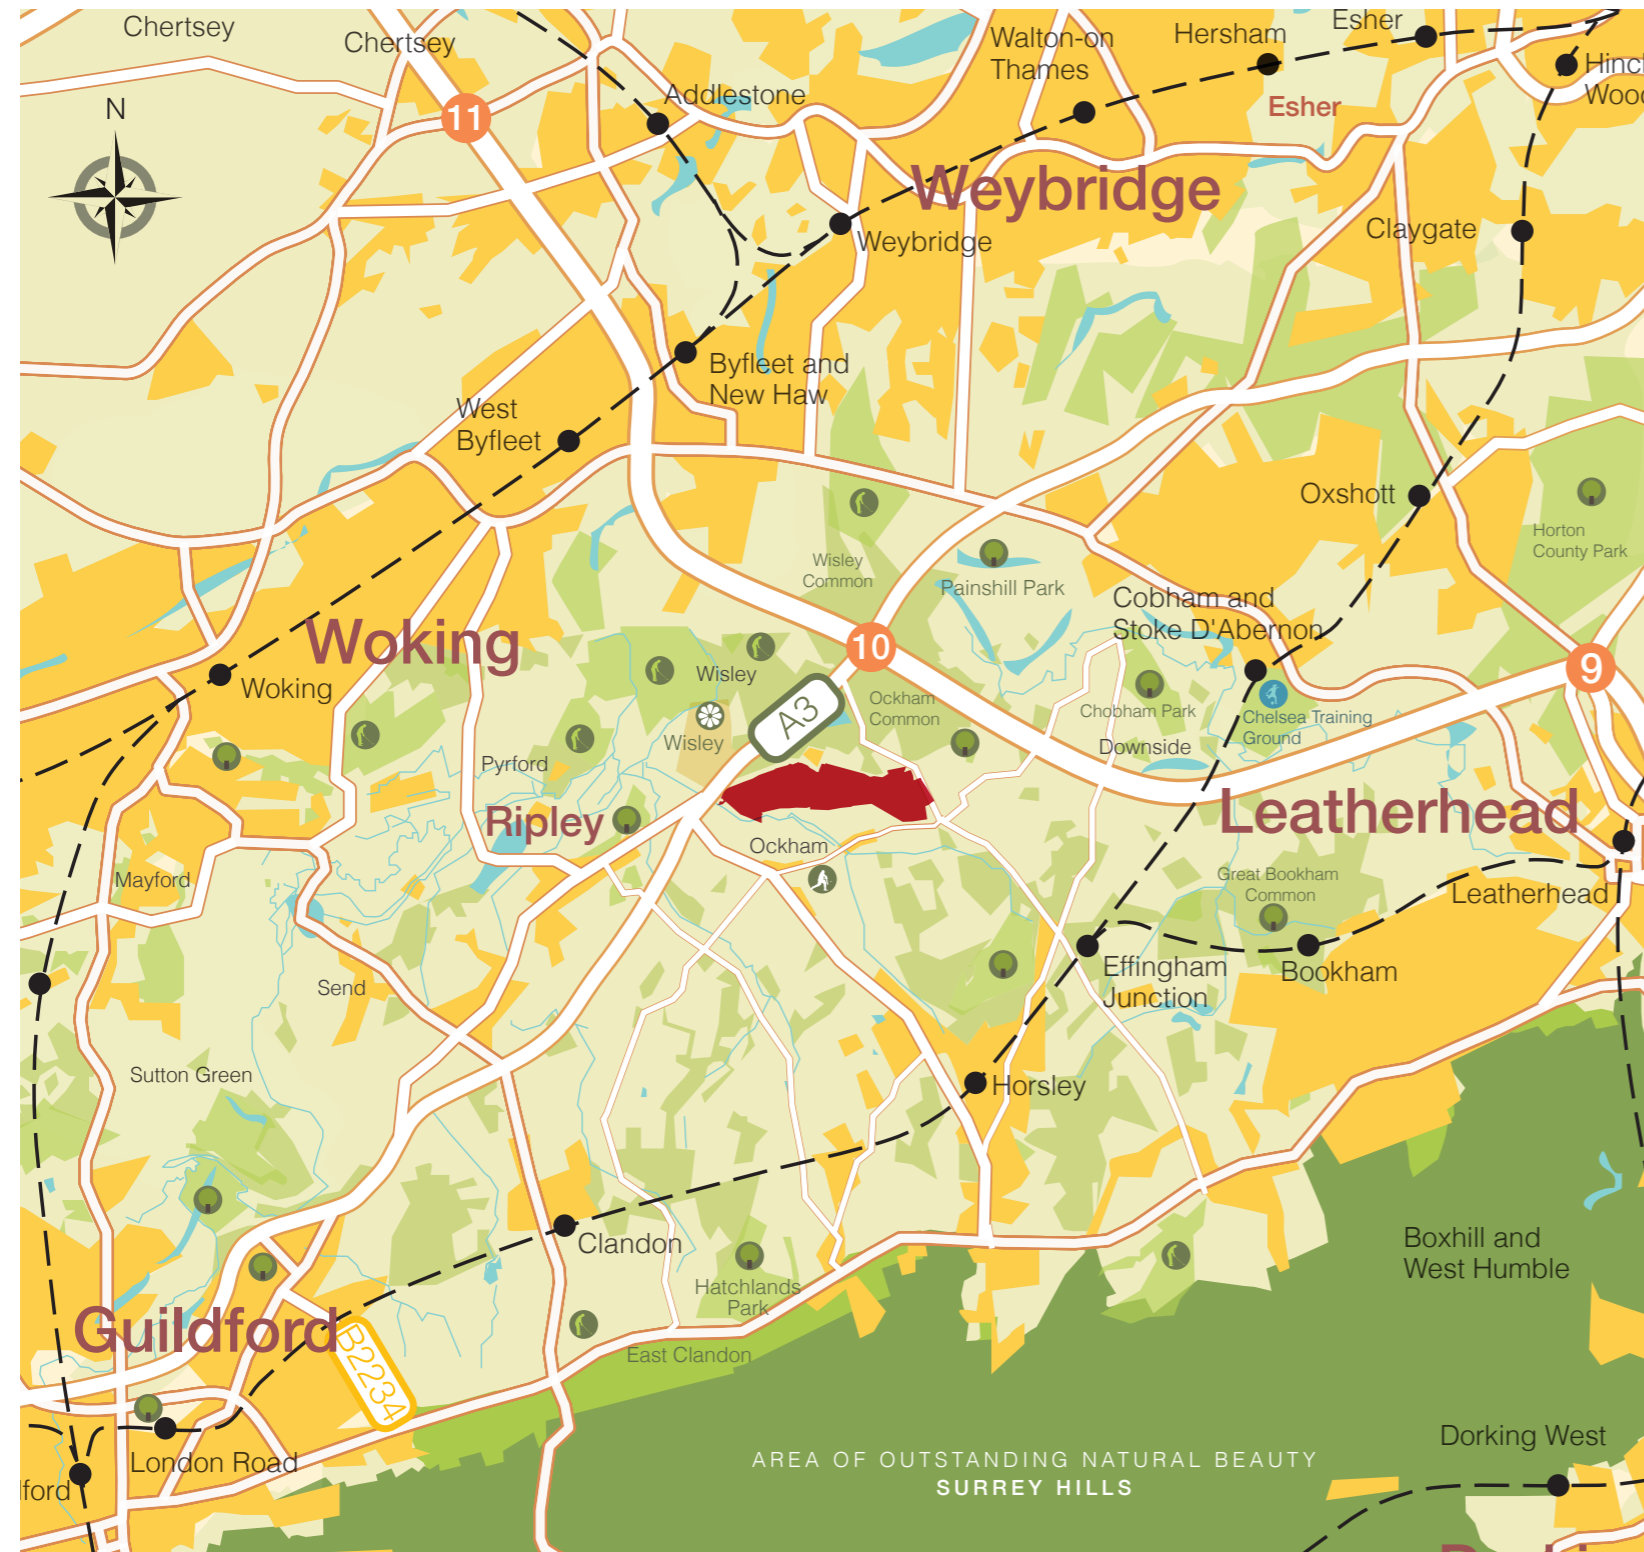 Chertsey
Chertsey
Walton-on
Thames
Hersham
Esher
Hinc
Wood
N
11
Addlestone
Esher
Weybridge
Weybridge
Claygate
Byfleet and
New Haw
West
Byfleet
Oxshott
Horton
County Park
Wisley
Common
Painshill Park
Cobham and
Stoke D'Abernon
Woking
Woking
10
9
Wisley
A3
Ockham
Common
Chobham Park
Chelsea Training
Ground
Wisley
Downside
Pyrford
Ripley
Leatherhead
Ockham
Mayford
Great Bookham
Common
Leatherhead
Send
Effingham
Junction
Bookham
Sutton Green
Horsley
Clandon
Boxhill and
West Humble
Hatchlands
Park
Guildford
B2234
East Clandon
London Road
lford
Dorking West
AREA OF OUTSTANDING NATURAL BEAUTY
SURREY HILLS